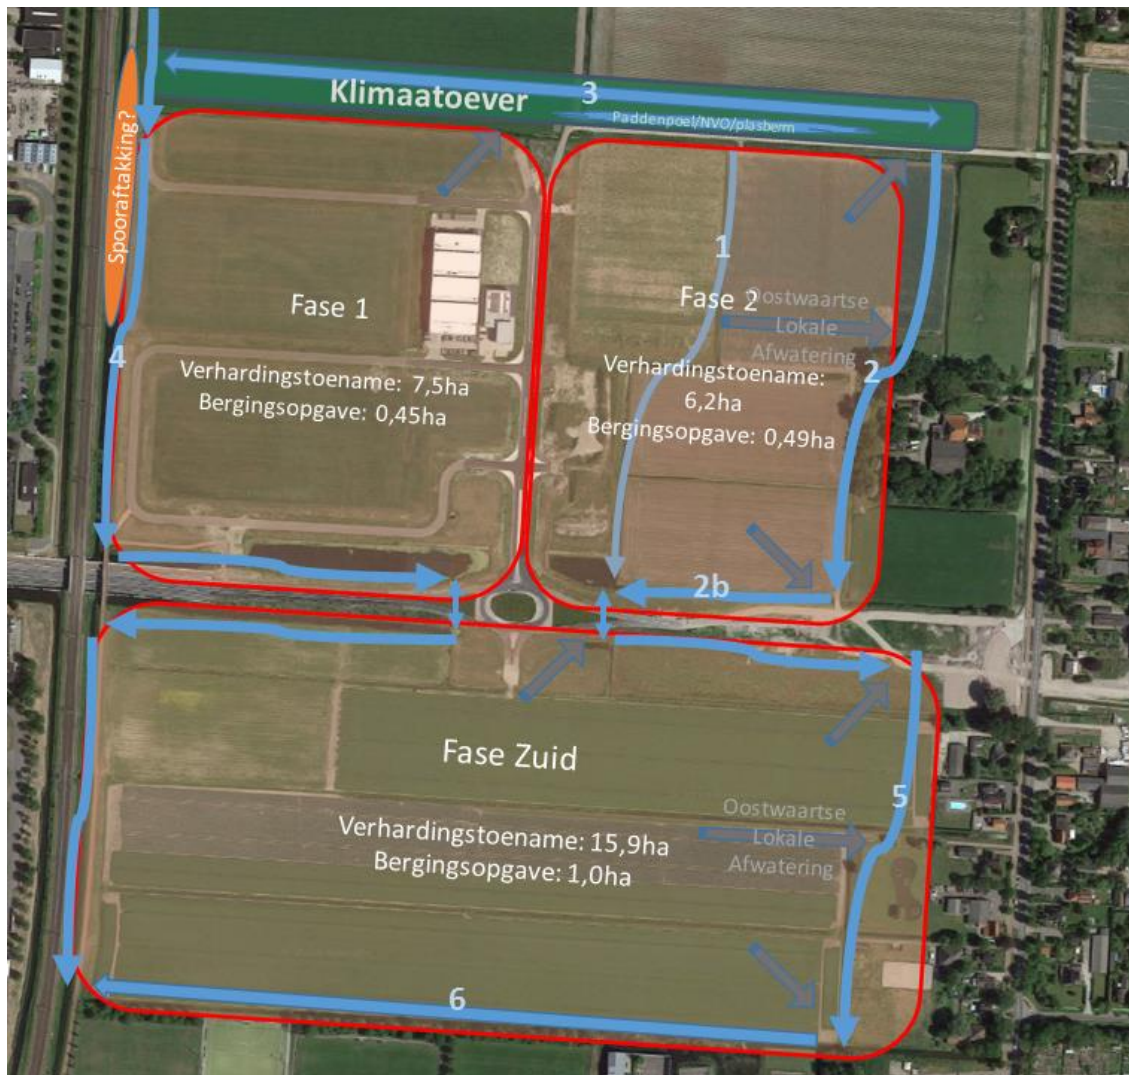 Klimaatoever
3
Paddenpoel/NVO/plasberm
Spooraftakking?
1
Fase 1
Fase 2
Oostwaartse
Lokale
Afwatering
4
2
Verhardingstoename: 7,5ha
Bergingsopgave: 0,45ha
Verhardingstoename:
6,2ha
Bergingsopgave: 0,49ha
2b
Fase Zuid
5
Oostwaartse
Lokale
Afwatering
Verhardingstoename: 15,9ha
Bergingsopgave: 1,0ha
6